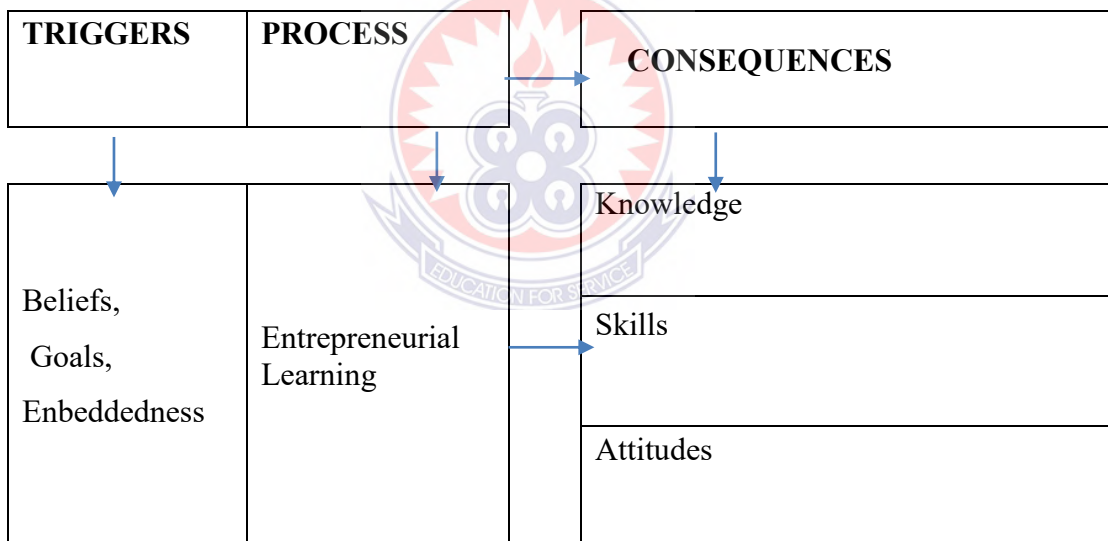 TRIGGERS
PROCESS
CONSEQUENCES
Beliefs,
Goals,
Enbeddedness
Entrepreneurial
Learning
Knowledge
Skills
Attitudes
EDUCATION FOR SERVICE